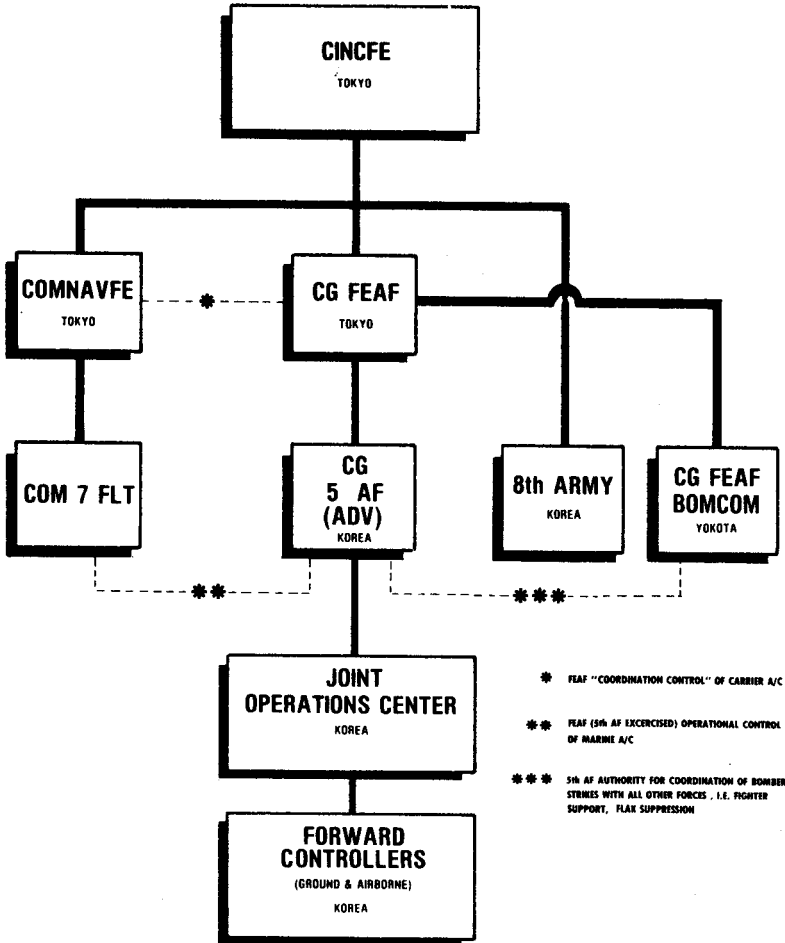 CINCFE
TOKYO
COMNAVFE
TOKYO
*
CG FEAF
TOKYO
COM 7 FLT
CG
5 AF
(ADV)
KOREA
8th ARMY
KOREA
CG FEAF
BOMCOM
YOKOTA
**
***
JOINT
OPERATIONS CENTER
KOREA
* FEAF "COORDINATION CONTROL" OF CARRIER A/C
** FEAF (5th AF EXCERCISED) OPERATIONAL CONTROL
OF MARINE A/C
*** 5th AF AUTHORITY FOR COORDINATION OF BOMBER
STRIKES WITH ALL OTHER FORCES , I.E. FIGHTER
SUPPORT, FLAK SUPPRESSION
FORWARD
CONTROLLERS
(GROUND & AIRBORNE)
KOREA